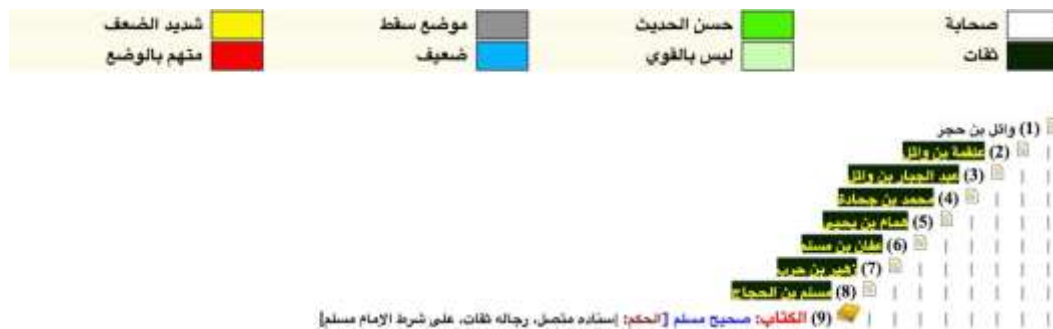 صحابة حسن الحديث موضع سقط شديد الضعف
ثقات ليس بالقوي ضعيف متهم بالوضع
(1) وائل بن حجر
(2) علقمة بن وائل
(3) عبد الجبار بن وائل
(4) محمد بن جحادة
(5) همام بن يحيى
(6) عفان بن مسلم
(7) زهير بن حرب
(8) مسلم بن الحجاج
(9) الكتاب: صحيح مسلم [الحكم: إسناده متصل، رجاله ثقات، على شرط الإمام مسلم]